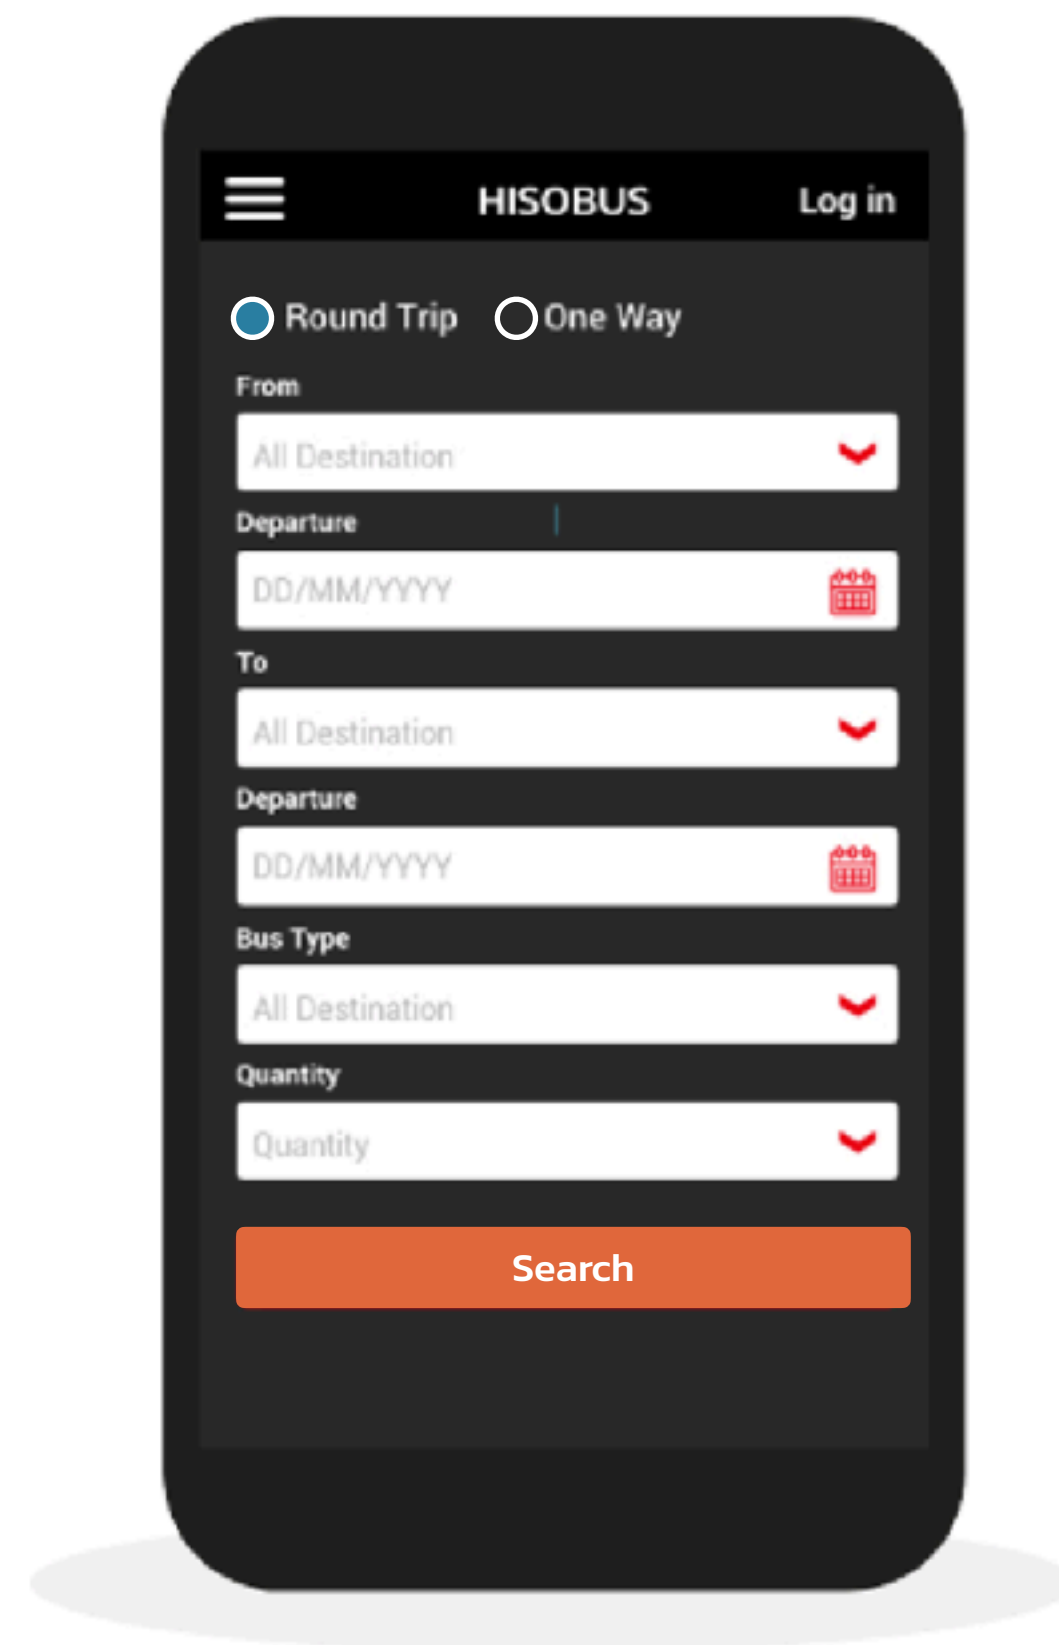 HISOBUS Log in
Round Trip One Way
From
All Destination
Departure
DD/MM/YYYY
To
All Destination
Departure
DD/MM/YYYY
Bus Type
All Destination
Quantity
Quantity
Search